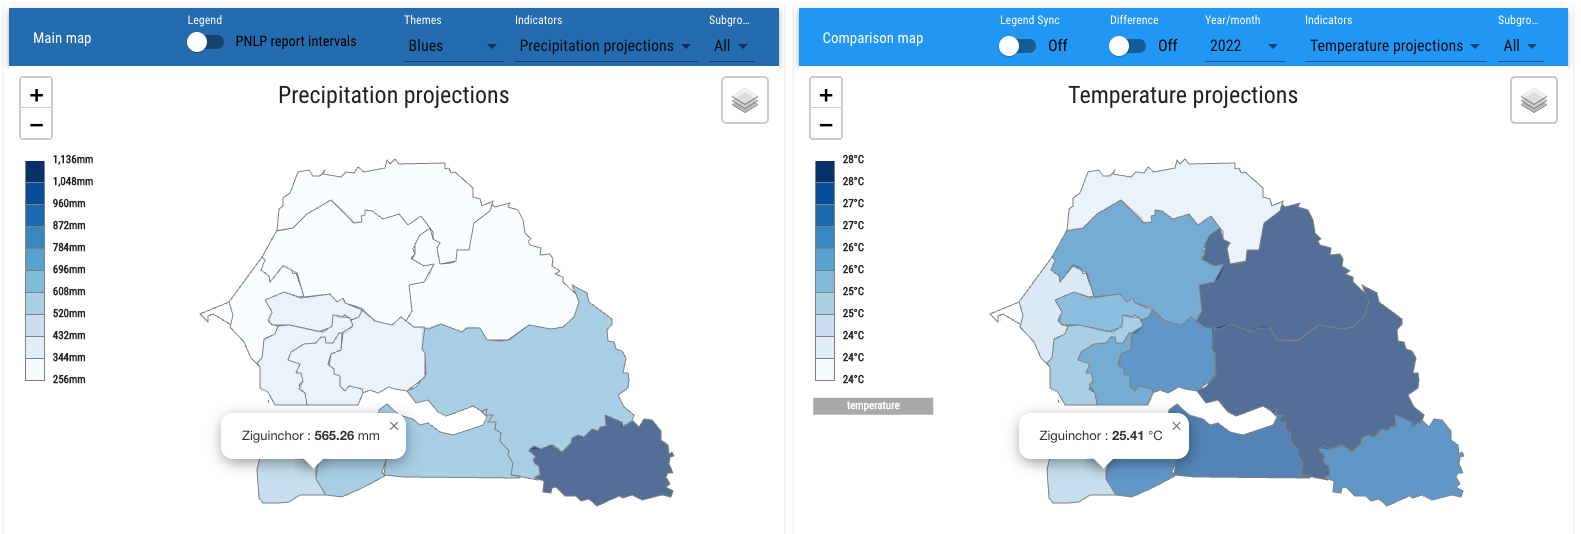 Main map
Legend
PNLP report intervals
Themes
Blues
Indicators
Precipitation projections
Subgro...
All
+
−
Precipitation projections
1,136mm
1,048mm
960mm
872mm
784mm
696mm
608mm
520mm
432mm
344mm
256mm
Ziguinchor : 565.26 mm
×
Comparison map
Legend Sync
Off
Difference
Off
Year/month
2022
Indicators
Temperature projections
Subgro...
All
+
−
Temperature projections
28°C
28°C
27°C
27°C
26°C
26°C
25°C
25°C
24°C
24°C
24°C
temperature
Ziguinchor : 25.41 °C
×